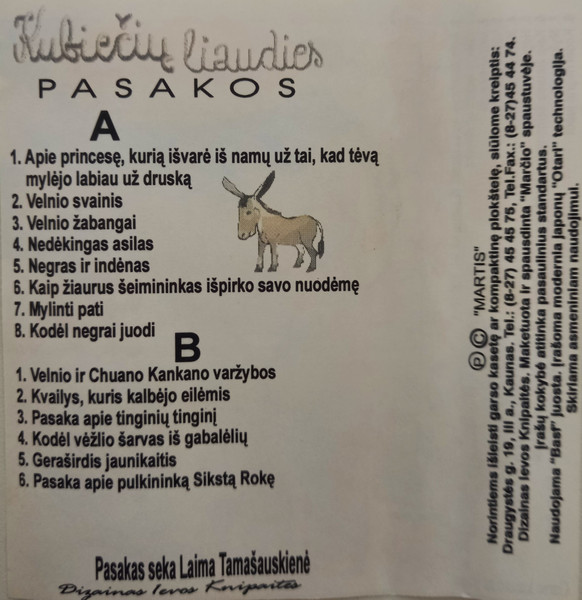 Kubiečių liaudies
PASAKOS
A
1. Apie princesę, kurią išvarė iš namų už tai, kad tėvą
mylėjo labiau už druską
2. Velnio svainis
3. Velnio žabangai
4. Nedėkingas asilas
5. Negras ir indėnas
6. Kaip žiaurus šeimininkas išpirko savo nuodėmę
7. Mylinti pati
8. Kodėl negrai juodi
B
1. Velnio ir Chuano Kankano varžybos
2. Kvailys, kuris kalbėjo eilėmis
3. Pasaka apie tinginių tinginį
4. Kodėl vėžlio šarvas iš gabalėlių
5. Geraširdis jaunikaitis
6. Pasaka apie pulkininką Sikstą Rokę
Pasakas seka Laima Tamašauskienė
Dizainas Ievos Knipaitės
Ⓟ © "MARTIS"
Norintiems išleisti garso kasetę ar kompaktinę plokštelę, siūlome kreiptis:
Draugystės g. 19, III a., Kaunas. Tel.: (8-27) 45 45 75, Tel.Fax.: (8-27)45 44 74.
Dizainas Ievos Knipaitės. Maketuota ir spausdinta "Marčlo" spaustuvėje.
Įrašų kokybė atitinka pasaulinius standartus.
Naudojama "Basf" juosta. Įrašoma modernia japonų "Otari" technologija.
Skiriama asmeniniam naudojimui.